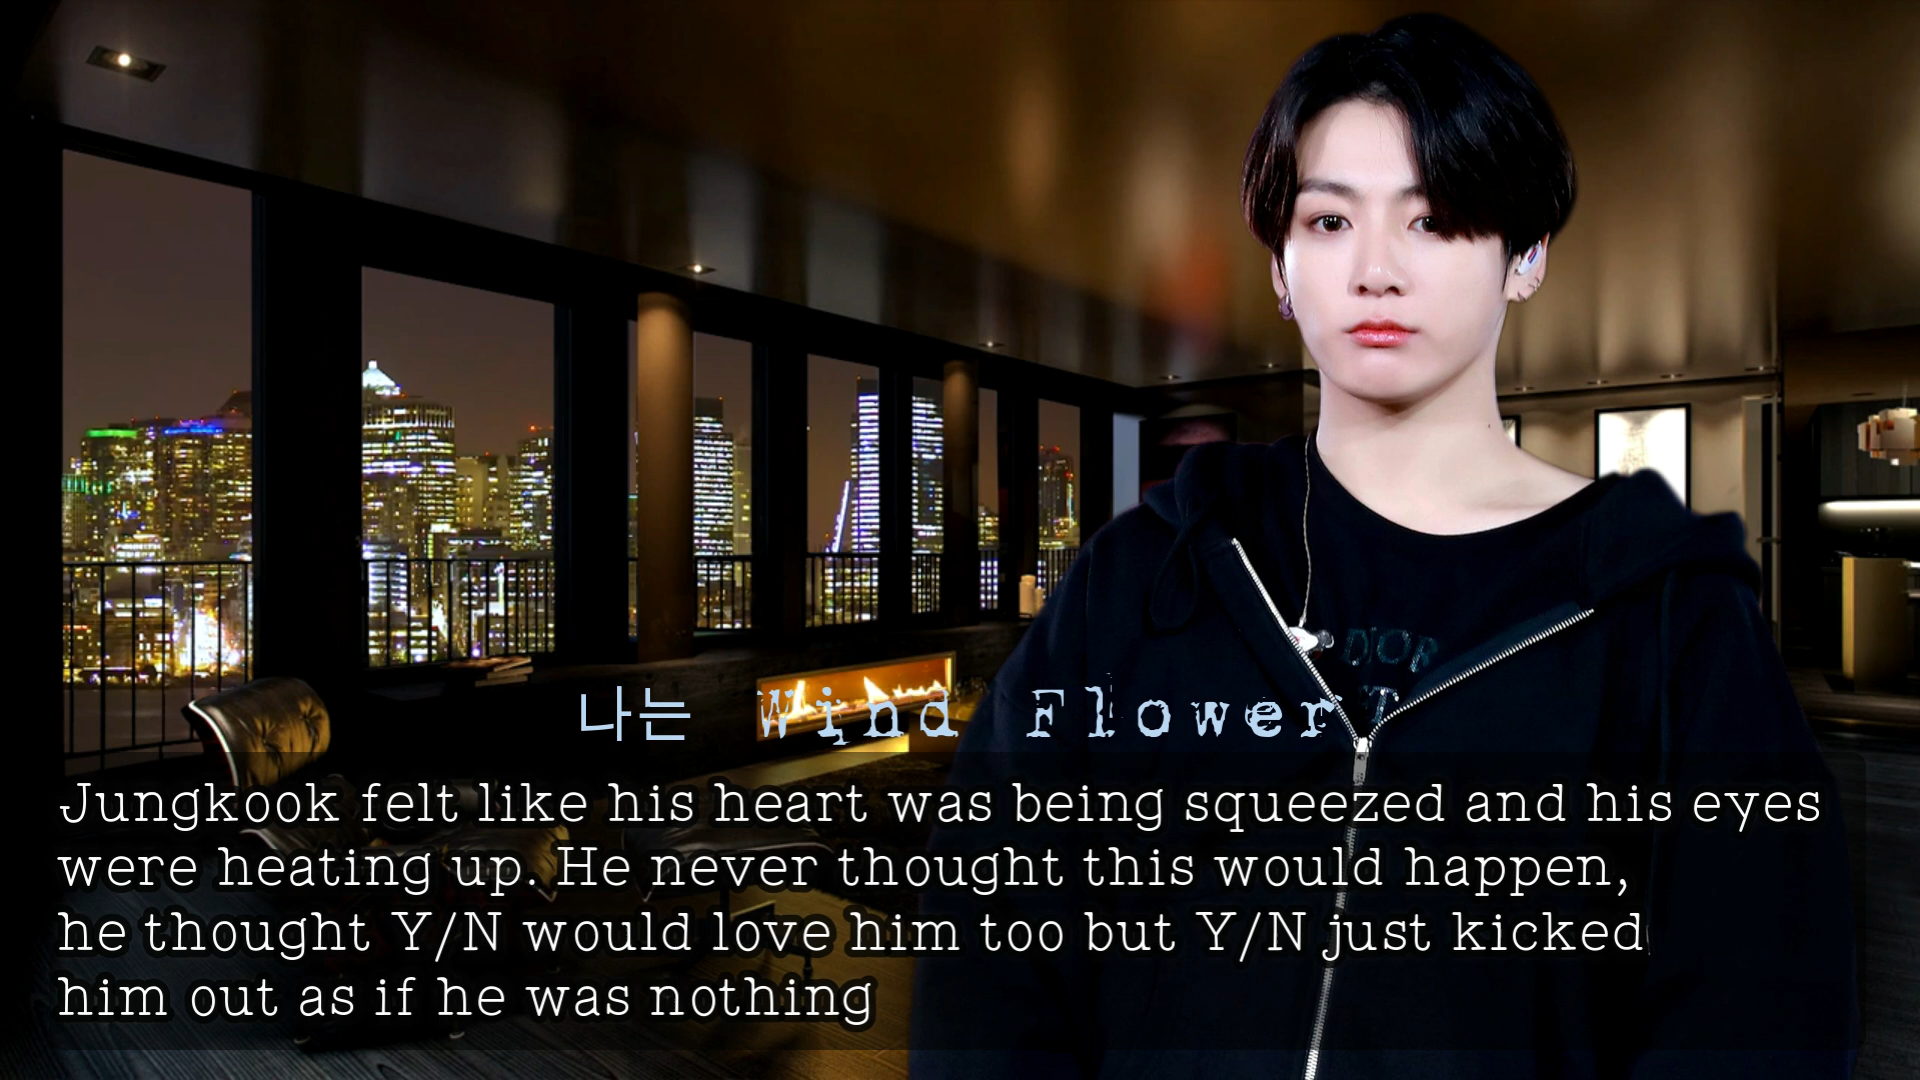 DIOR
나는 Wind Flower
Jungkook felt like his heart was being squeezed and his eyes
were heating up. He never thought this would happen,
he thought Y/N would love him too but Y/N just kicked
him out as if he was nothing